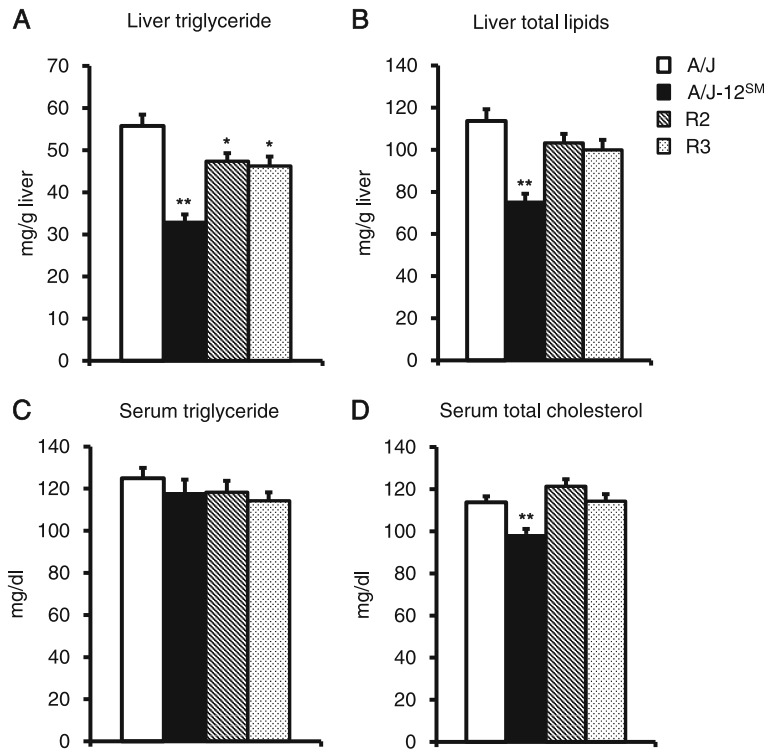 A
Liver triglyceride
70
60
50
40
30
20
10
0
mg/g liver
**
*
*
B
Liver total lipids
140
120
100
80
60
40
20
0
mg/g liver
**
A/J
A/J-12SM
R2
R3
C
Serum triglyceride
140
120
100
80
60
40
20
0
mg/dl
D
Serum total cholesterol
140
120
100
80
60
40
20
0
mg/dl
**